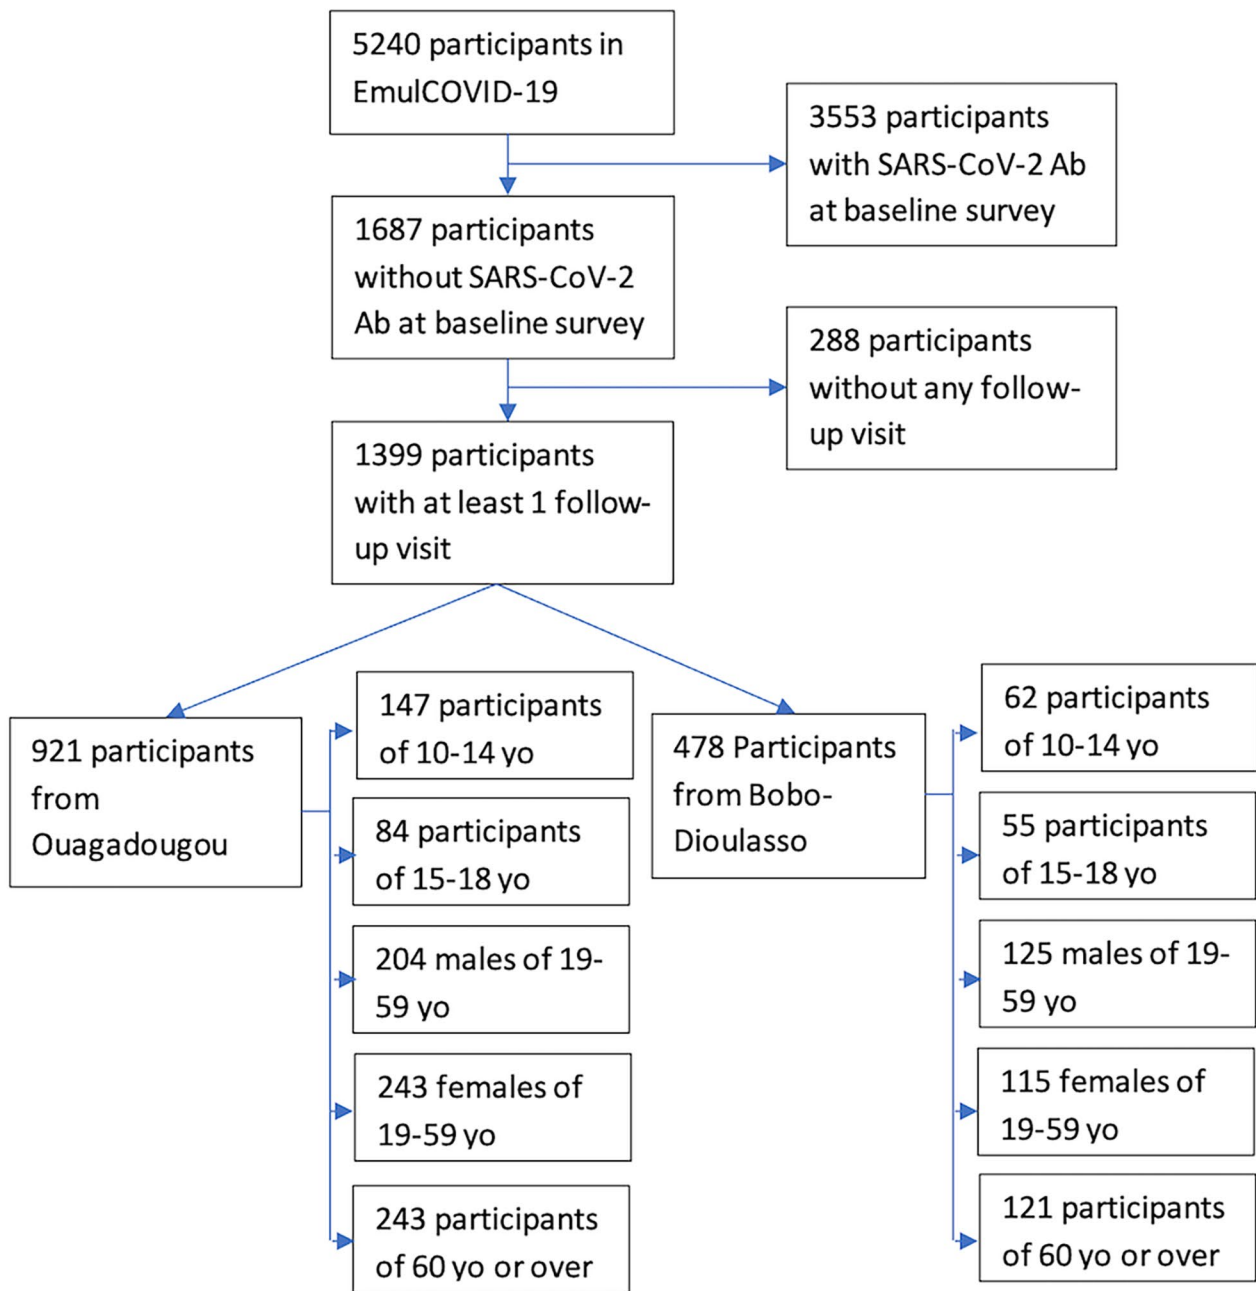 5240 participants in
EmulCOVID-19
3553 participants
with SARS-CoV-2 Ab
at baseline survey
1687 participants
without SARS-CoV-2
Ab at baseline survey
288 participants
without any follow-
up visit
1399 participants
with at least 1 follow-
up visit
921 participants
from
Ouagadougou
147 participants
of 10-14 yo
84 participants
of 15-18 yo
204 males of 19-
59 yo
243 females of
19-59 yo
243 participants
of 60 yo or over
478 Participants
from Bobo-
Dioulasso
62 participants
of 10-14 yo
55 participants
of 15-18 yo
125 males of 19-
59 yo
115 females of
19-59 yo
121 participants
of 60 yo or over